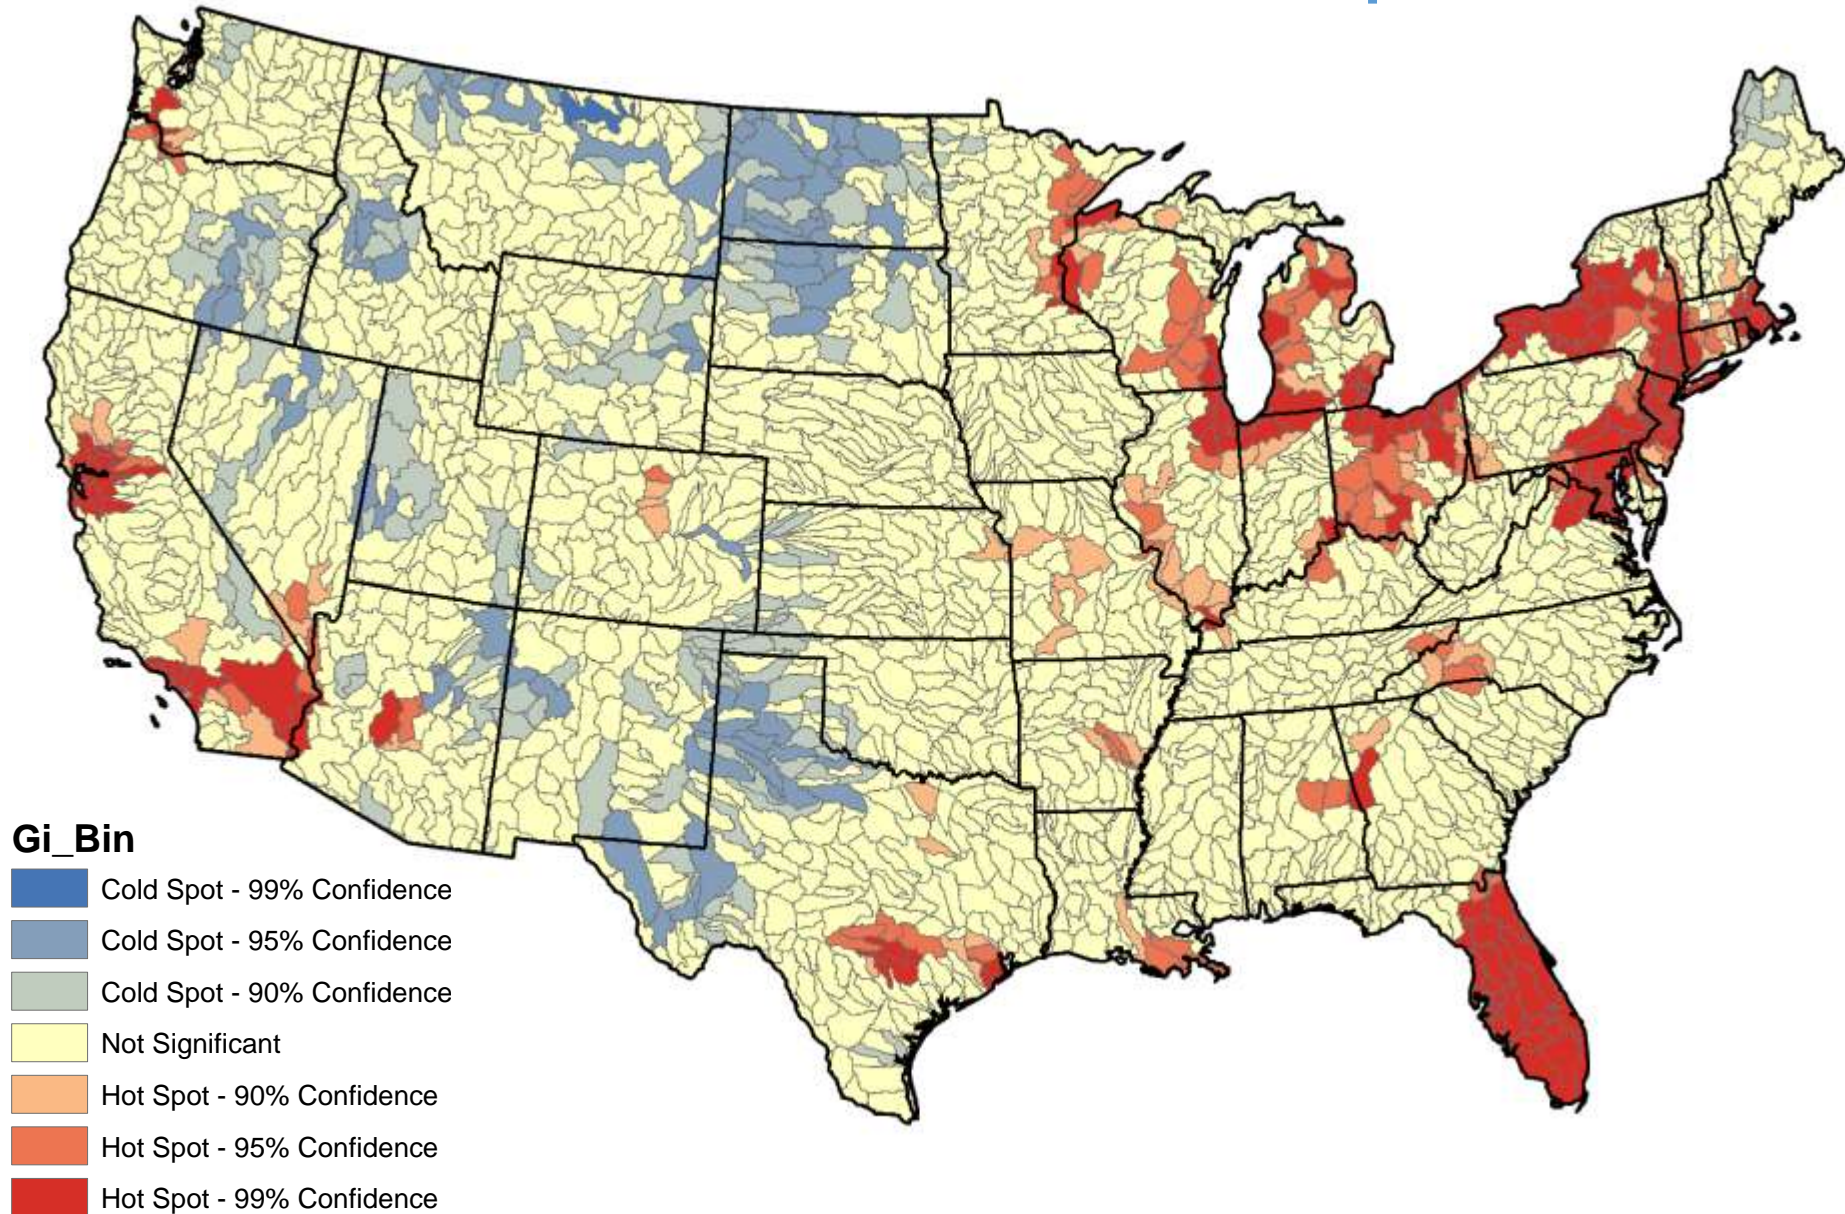 Gi_Bin
Cold Spot - 99% Confidence
Cold Spot - 95% Confidence
Cold Spot - 90% Confidence
Not Significant
Hot Spot - 90% Confidence
Hot Spot - 95% Confidence
Hot Spot - 99% Confidence